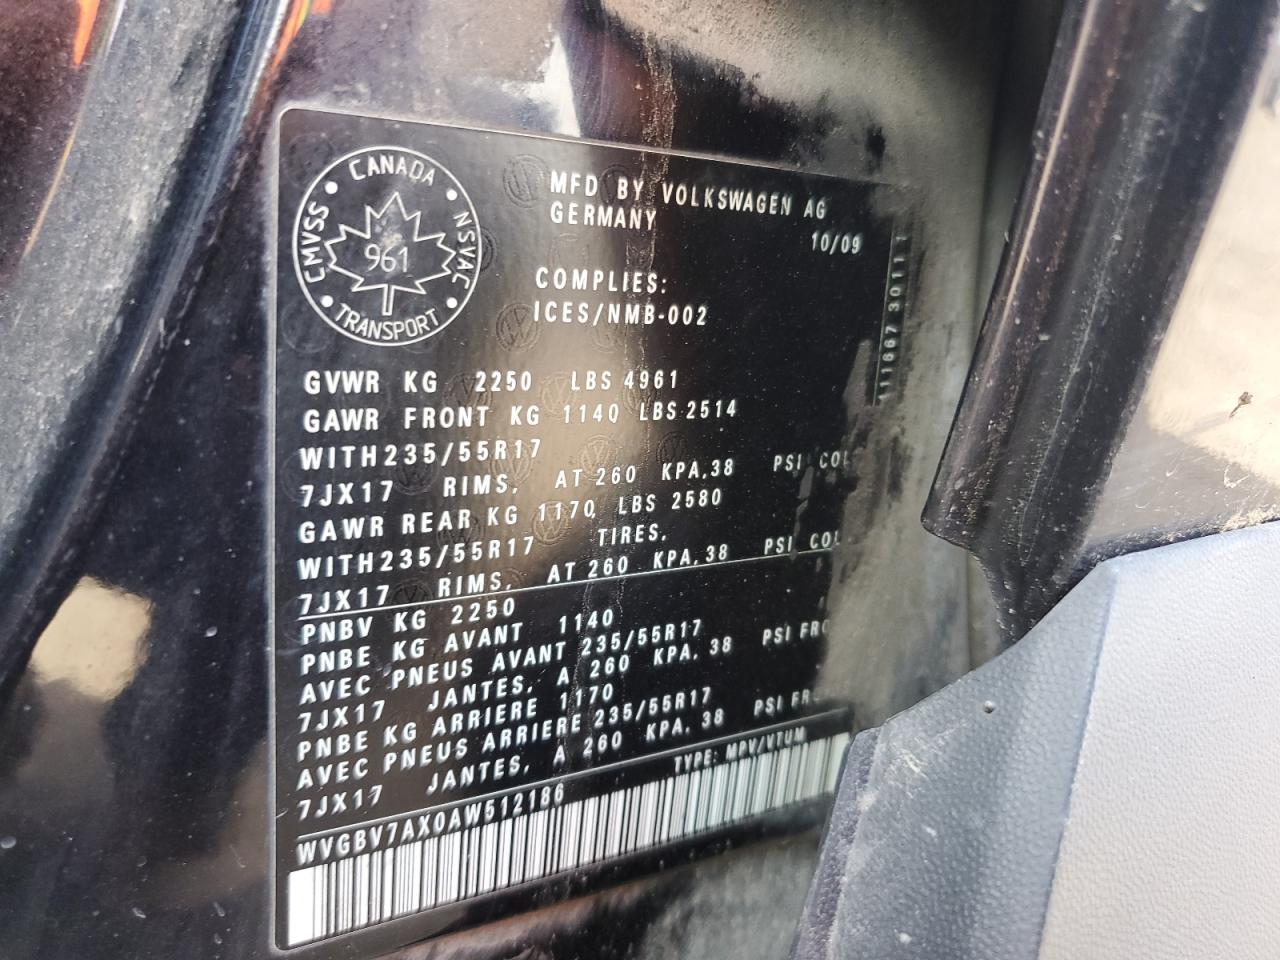 CANADA
CMVSS
NSVAC
961
TRANSPORT
MFD BY VOLKSWAGEN AG
GERMANY
10/09
COMPLIES:
ICES/NMB-002
GVWR KG 2250 LBS 4961
GAWR FRONT KG 1140 LBS 2514
WITH235/55R17
7JX17 RIMS, AT 260 KPA,38 PSI
GAWR REAR KG 1170 LBS 2580
WITH235/55R17 TIRES,
7JX17 RIMS, AT 260 KPA,38 PSI
PNBV KG 2250
PNBE KG AVANT 1140
AVEC PNEUS AVANT 235/55R17
7JX17 JANTES, A 260 KPA, 38 PSI
PNBE KG ARRIERE 1170
AVEC PNEUS ARRIERE 235/55R17
7JX17 JANTES, A 260 KPA, 38 PSI
TYPE: MPV/VTUM
WVGBV7AX0AW512186